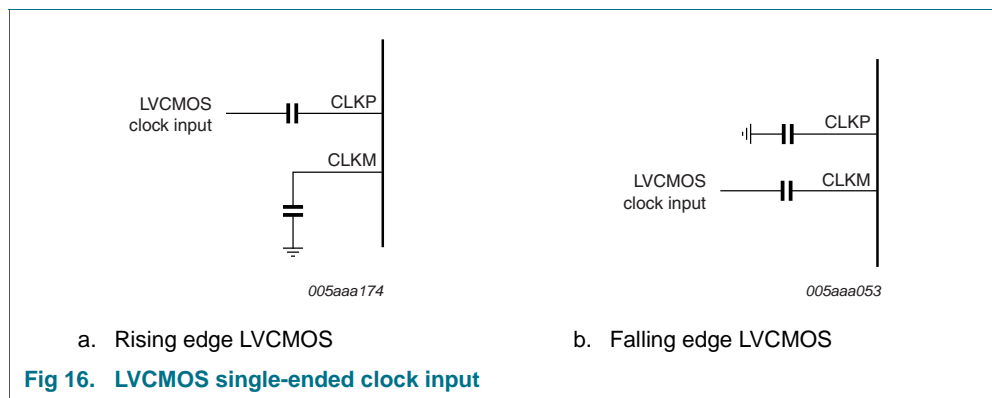 LVCMOS
clock input
CLKP
CLKM
005aaa174
a. Rising edge LVCMOS
CLKP
LVCMOS
clock input
CLKM
005aaa053
b. Falling edge LVCMOS
Fig 16. LVCMOS single-ended clock input